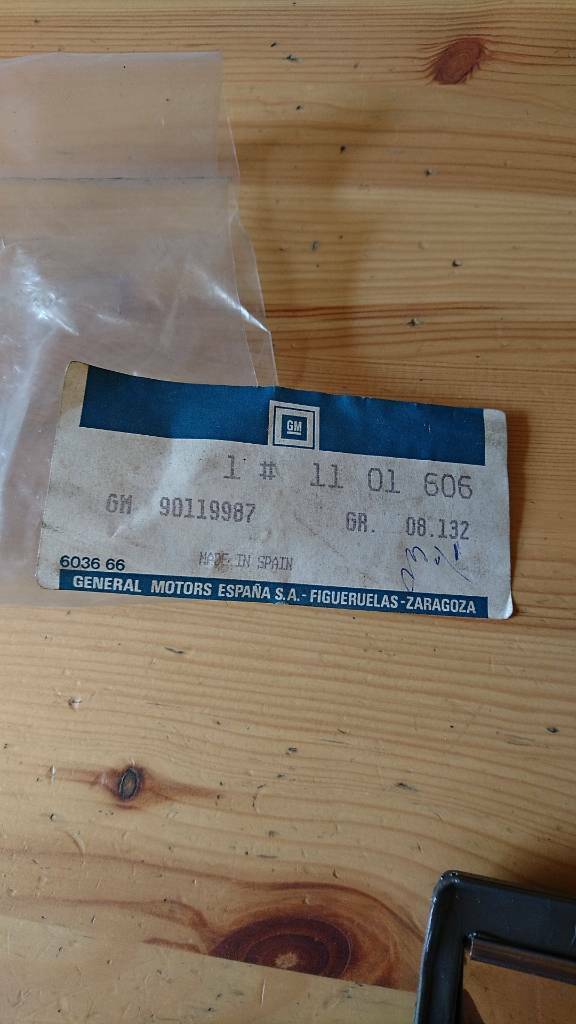 GM
1 # 11 01 606
GM 90119987 GR. 08.132
6036 66 MADE IN SPAIN
GENERAL MOTORS ESPAÑA S.A.-FIGUERUELAS-ZARAGOZA